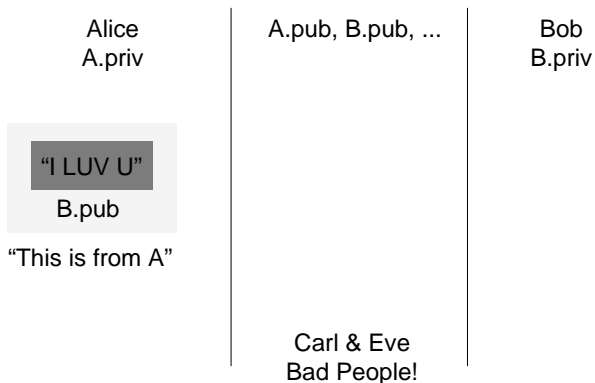 Alice
A.priv
A.pub, B.pub, ...
Bob
B.priv
“I LUV U”
B.pub
“This is from A”
Carl & Eve
Bad People!